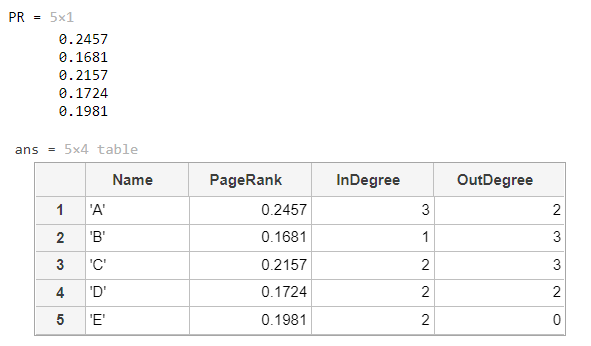 PR = 5×1
0.2457
0.1681
0.2157
0.1724
0.1981
ans = 5×4 table
Name PageRank InDegree OutDegree
1 'A' 0.2457 3 2
2 'B' 0.1681 1 3
3 'C' 0.2157 2 3
4 'D' 0.1724 2 2
5 'E' 0.1981 2 0